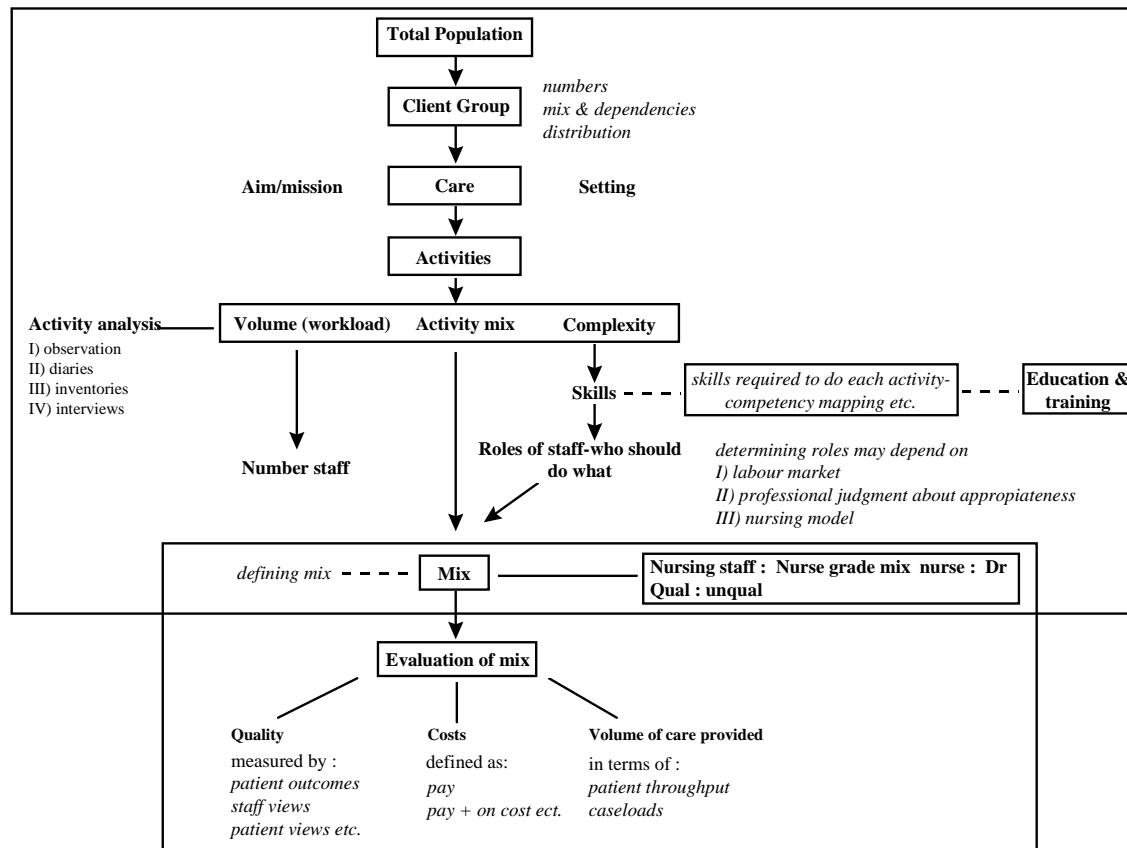 Total Population
numbers
Client Group
mix & dependencies
distribution
Aim/mission
Care
Setting
Activities
Activity analysis
Volume (workload)
Activity mix
Complexity
I) observation
II) diaries
III) inventories
IV) interviews
Skills
skills required to do each activity-
competency mapping etc.
Education &
training
Number staff
Roles of staff-who should
do what
determining roles may depend on
I) labour market
II) professional judgment about appropiateness
III) nursing model
defining mix
Mix
Nursing staff : Nurse grade mix nurse : Dr
Qual : unqual
Evaluation of mix
Quality
measured by :
patient outcomes
staff views
patient views etc.
Costs
defined as:
pay
pay + on cost ect.
Volume of care provided
in terms of :
patient throughput
caseloads